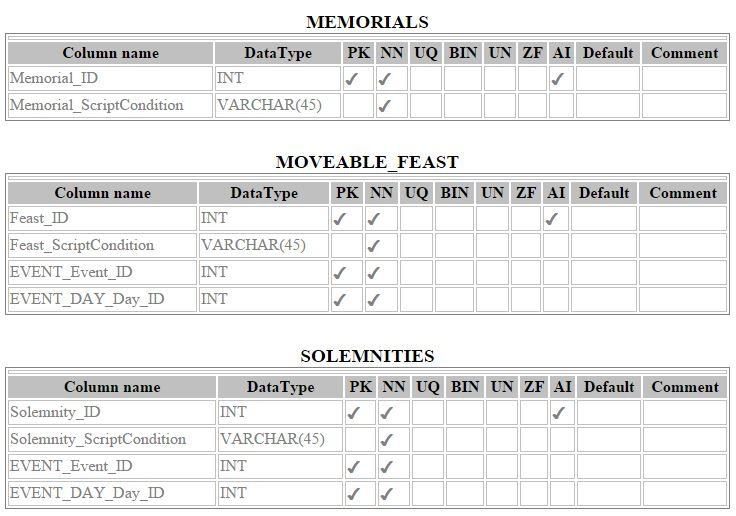 MEMORIALS
Column name DataType PK NN UQ BIN UN ZF AI Default Comment
Memorial_ID INT ✓ ✓ ✓
Memorial_ScriptCondition VARCHAR(45) ✓
MOVEABLE_FEAST
Column name DataType PK NN UQ BIN UN ZF AI Default Comment
Feast_ID INT ✓ ✓ ✓
Feast_ScriptCondition VARCHAR(45) ✓
EVENT_Event_ID INT ✓ ✓
EVENT_DAY_Day_ID INT ✓ ✓
SOLEMNITIES
Column name DataType PK NN UQ BIN UN ZF AI Default Comment
Solemnity_ID INT ✓ ✓ ✓
Solemnity_ScriptCondition VARCHAR(45) ✓
EVENT_Event_ID INT ✓ ✓
EVENT_DAY_Day_ID INT ✓ ✓